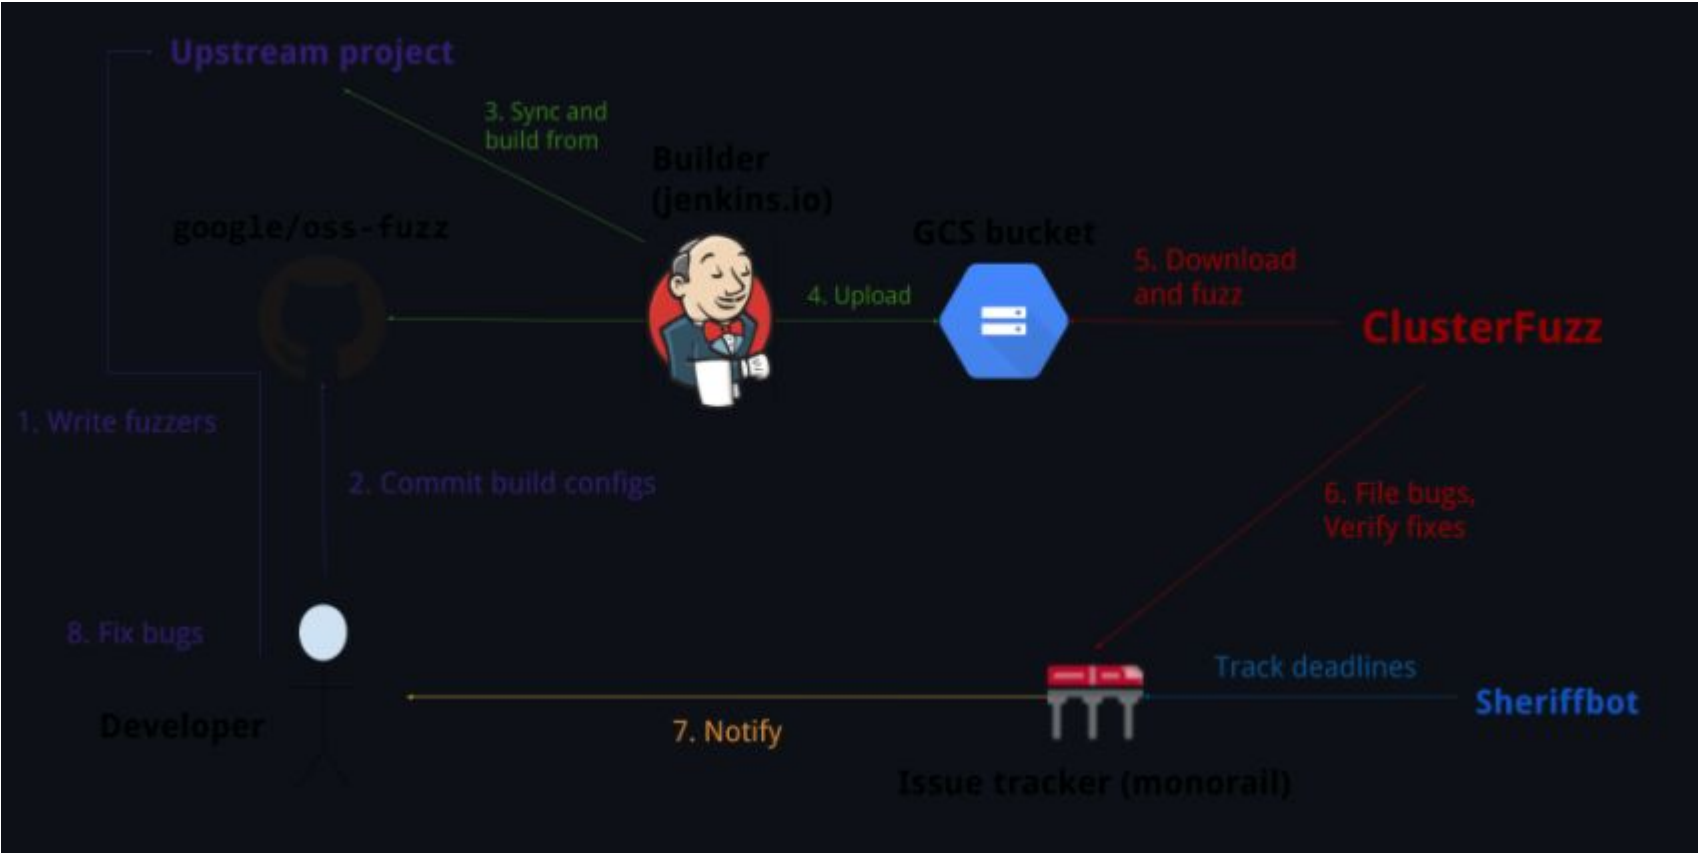 Upstream project
3. Sync and
build from
Builder
(jenkins.io)
google/oss-fuzz
GCS bucket
5. Download
and fuzz
4. Upload
ClusterFuzz
1. Write fuzzers
2. Commit build configs
6. File bugs,
Verify fixes
8. Fix bugs
Track deadlines
Sheriffbot
Developer
7. Notify
Issue tracker (monorail)